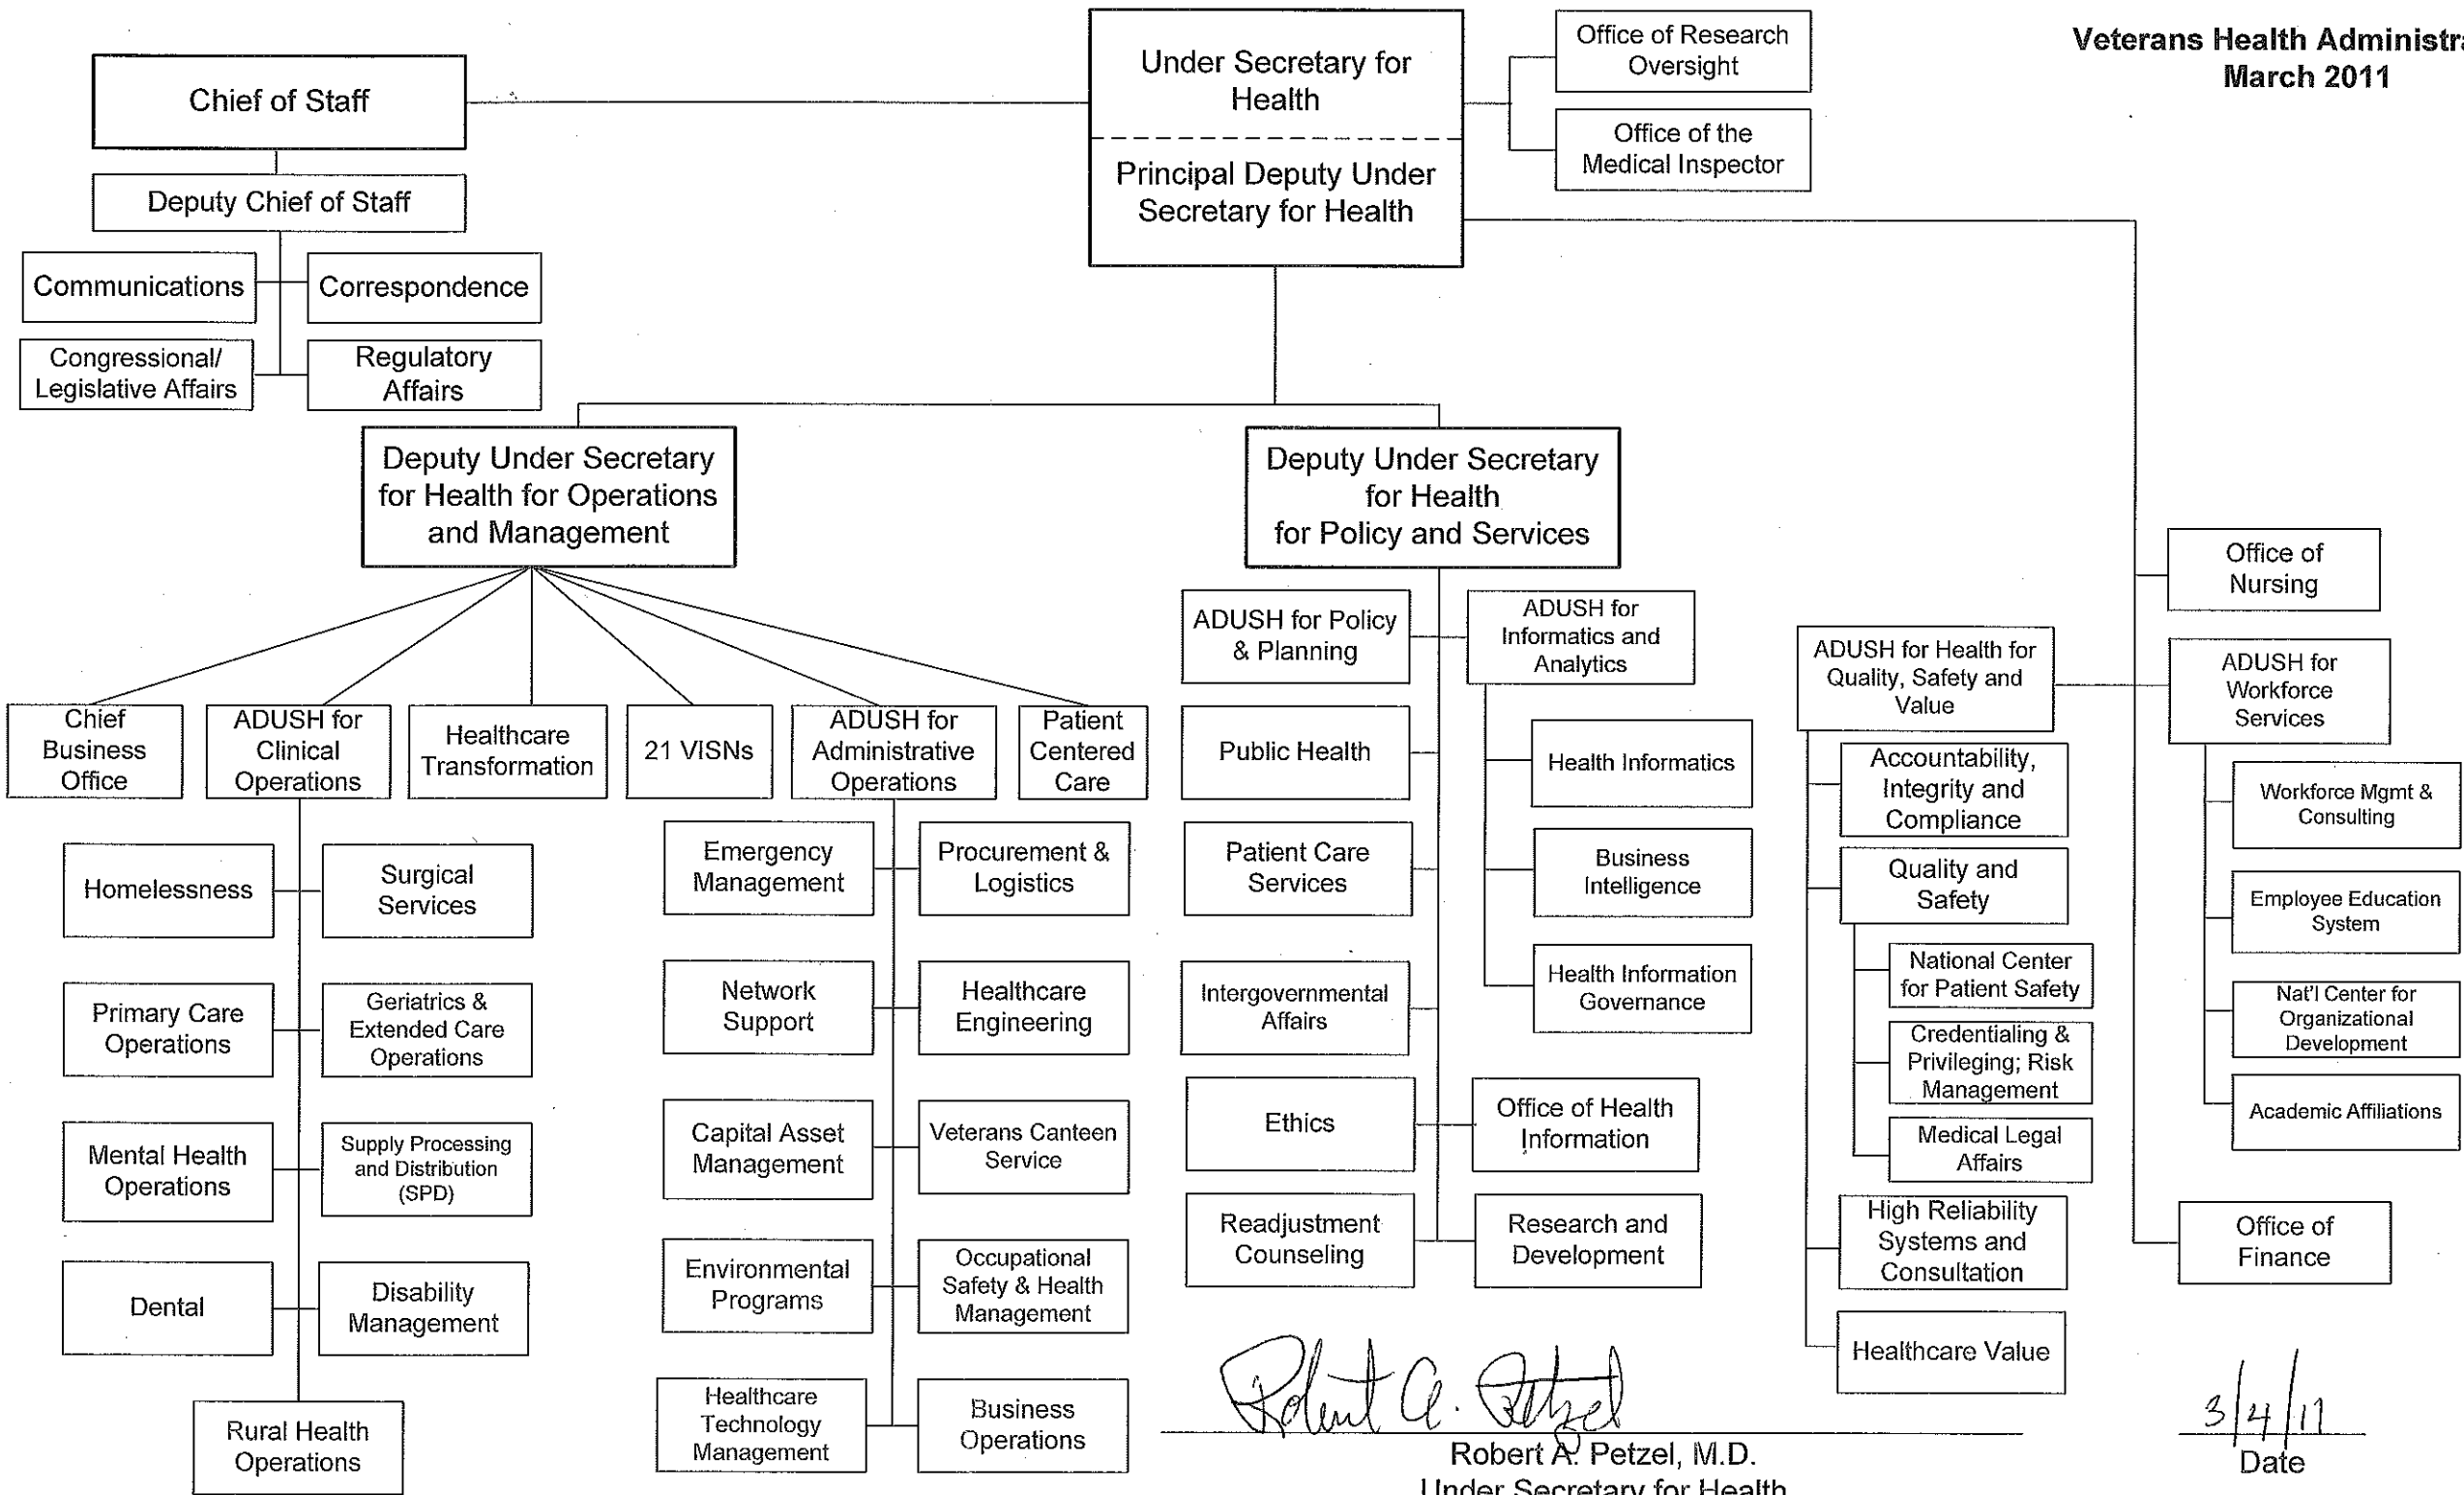 Veterans Health Administra
March 2011
Under Secretary for
Health
Principal Deputy Under
Secretary for Health
Office of Research
Oversight
Office of the
Medical Inspector
Chief of Staff
Deputy Chief of Staff
Communications
Correspondence
Congressional/
Legislative Affairs
Regulatory
Affairs
Deputy Under Secretary
for Health for Operations
and Management
Deputy Under Secretary
for Health
for Policy and Services
Chief
Business
Office
ADUSH for
Clinical
Operations
Healthcare
Transformation
21 VISNs
ADUSH for
Administrative
Operations
Patient
Centered
Care
Homelessness
Surgical
Services
Primary Care
Operations
Geriatrics &
Extended Care
Operations
Mental Health
Operations
Supply Processing
and Distribution
(SPD)
Dental
Disability
Management
Rural Health
Operations
Emergency
Management
Procurement &
Logistics
Network
Support
Healthcare
Engineering
Capital Asset
Management
Veterans Canteen
Service
Environmental
Programs
Occupational
Safety & Health
Management
Healthcare
Technology
Management
Business
Operations
ADUSH for Policy
& Planning
ADUSH for
Informatics and
Analytics
Public Health
Health Informatics
Patient Care
Services
Business
Intelligence
Intergovernmental
Affairs
Health Information
Governance
Ethics
Office of Health
Information
Readjustment
Counseling
Research and
Development
ADUSH for Health for
Quality, Safety and
Value
Accountability,
Integrity and
Compliance
Quality and
Safety
National Center
for Patient Safety
Credentialing &
Privileging; Risk
Management
Medical Legal
Affairs
High Reliability
Systems and
Consultation
Healthcare Value
Office of
Nursing
ADUSH for
Workforce
Services
Workforce Mgmt &
Consulting
Employee Education
System
Nat'l Center for
Organizational
Development
Academic Affiliations
Office of
Finance
Robert A. Petzel
Robert A. Petzel, M.D.
Under Secretary for Health
3/4/11
Date